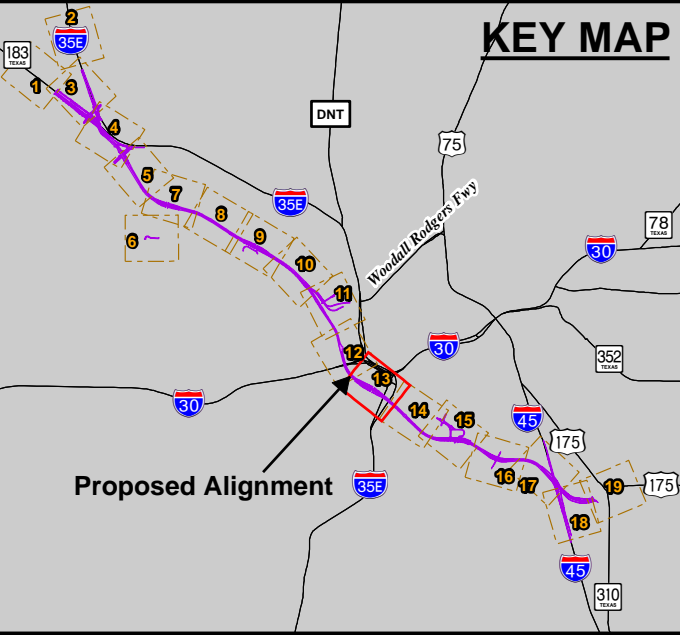 KEY MAP
2
35E
183
TEXAS
1
3
4
DNT
75
5
7
35E
Woodall Rodgers Fwy
8
6
9
78
TEXAS
30
10
11
12
30
352
TEXAS
13
30
14
15
45
175
Proposed Alignment
35E
16
17
19
175
18
45
310
TEXAS